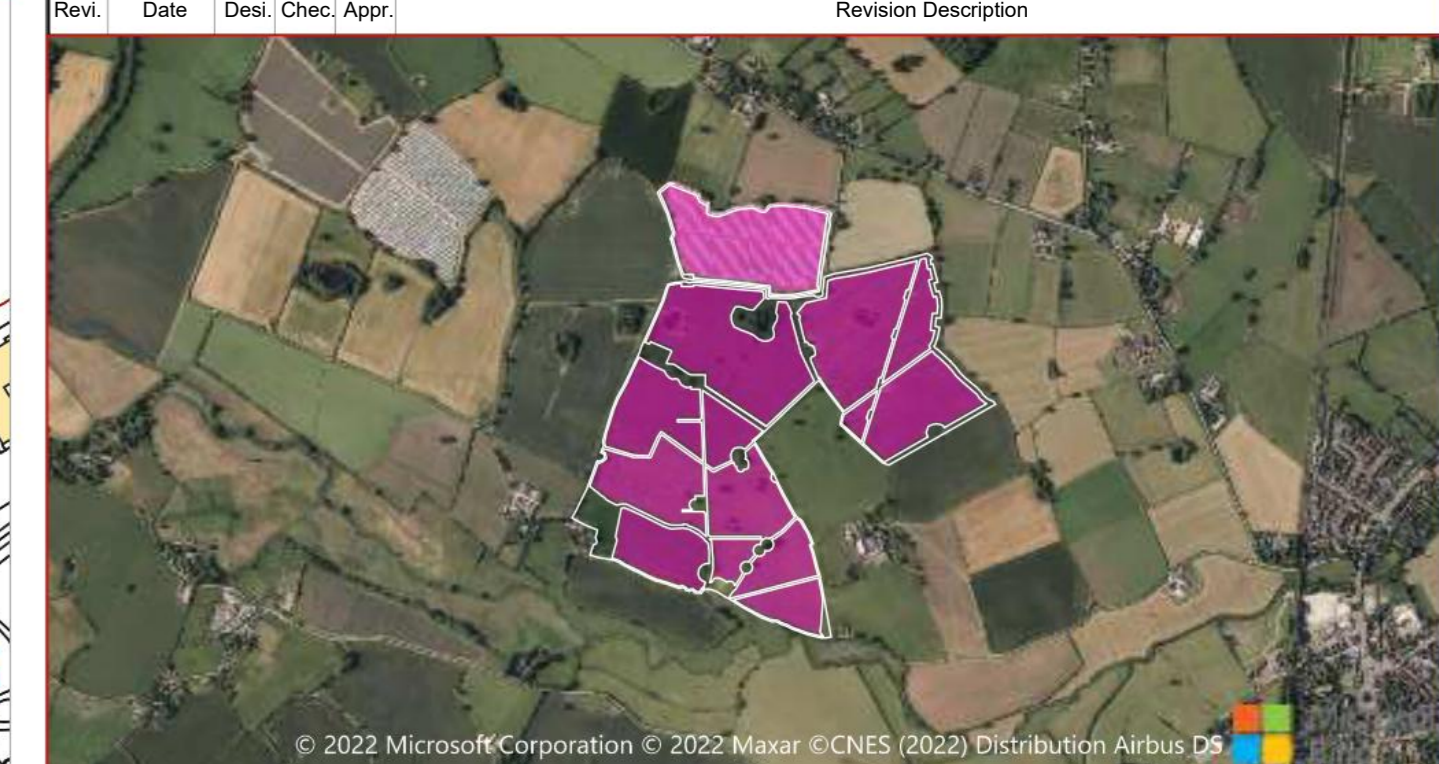 Revi. Date Desi. Chec. Appr. Revision Description
© 2022 Microsoft Corporation © 2022 Maxar ©CNES (2022) Distribution Airbus DS